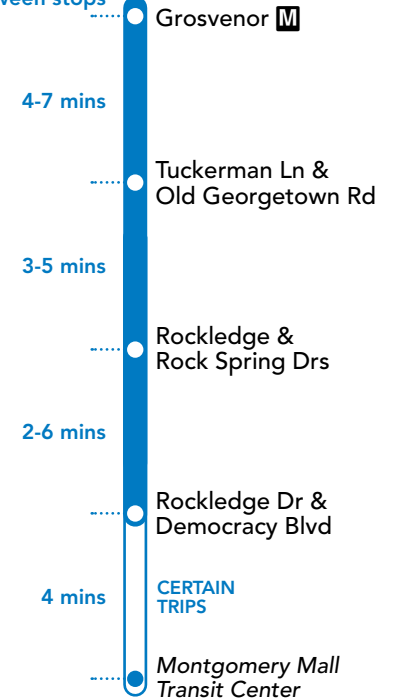 stops
Grosvenor M
4-7 mins
Tuckerman Ln &
Old Georgetown Rd
3-5 mins
Rockledge &
Rock Spring Drs
2-6 mins
Rockledge Dr &
Democracy Blvd
4 mins
CERTAIN
TRIPS
Montgomery Mall
Transit Center